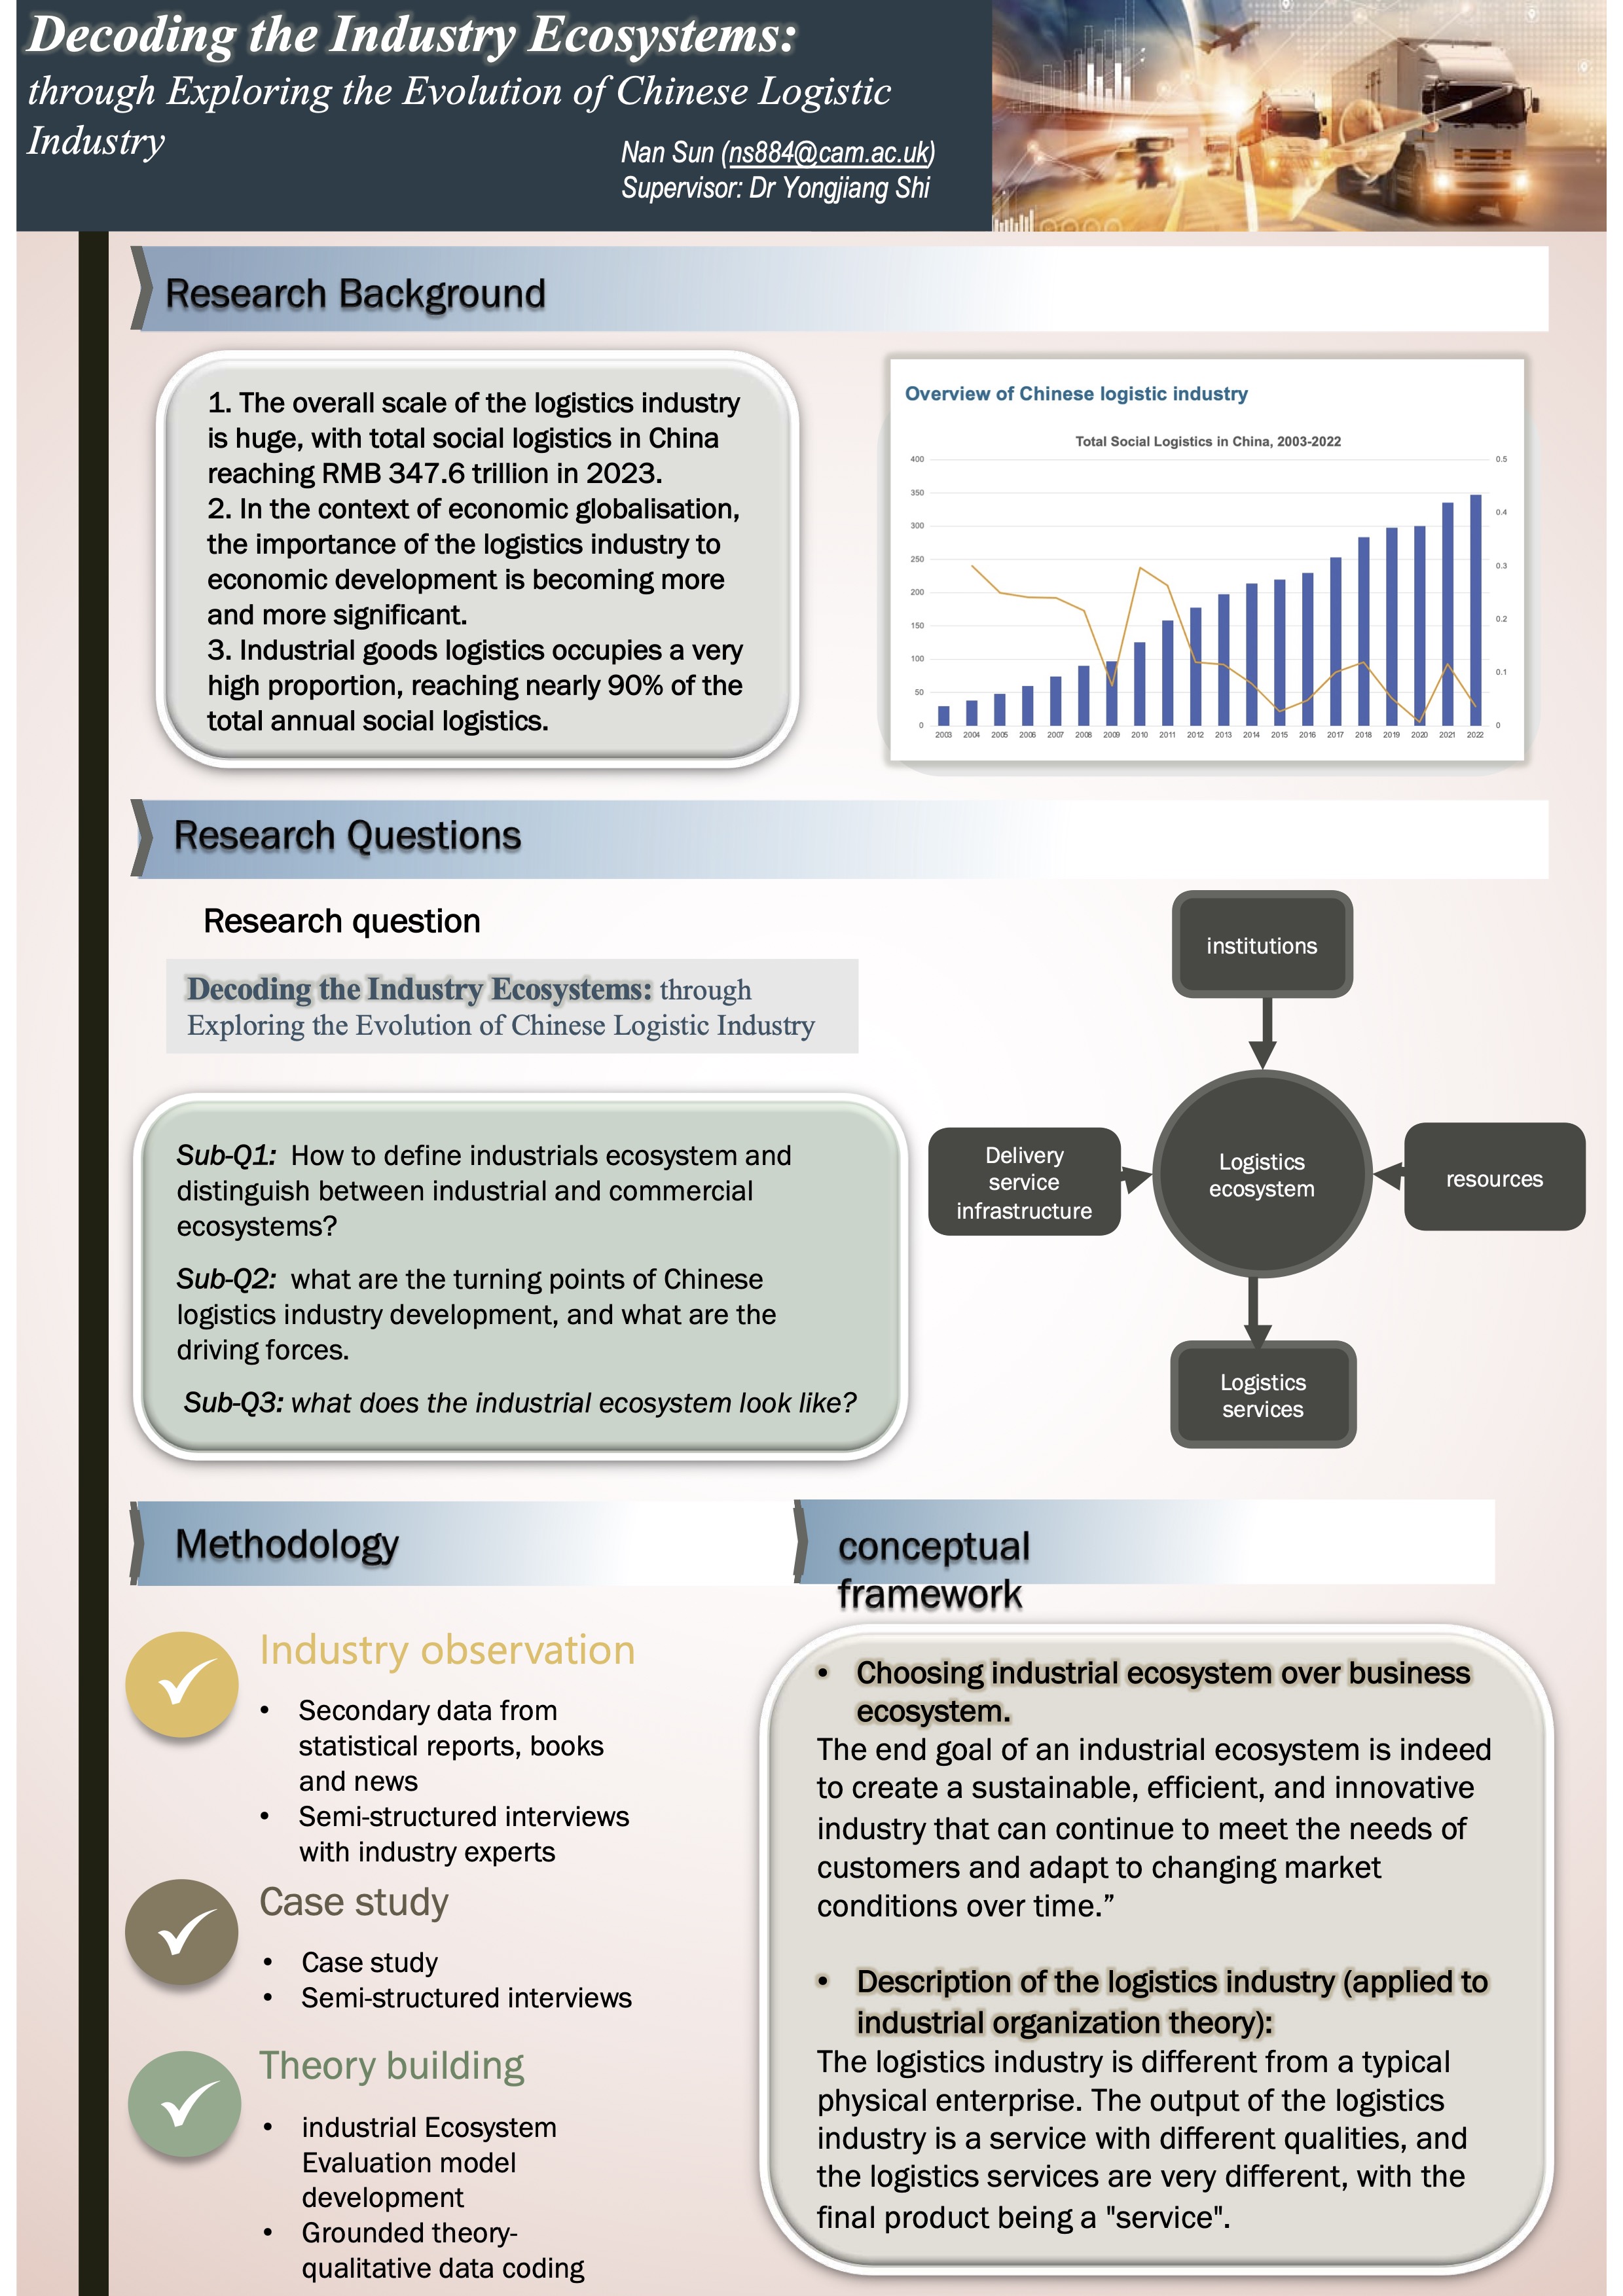 Decoding the Industry Ecosystems:
through Exploring the Evolution of Chinese Logistic
Industry
Nan Sun (ns884@cam.ac.uk)
Supervisor: Dr Yongjiang Shi
Research Background
1. The overall scale of the logistics industry
is huge, with total social logistics in China
reaching RMB 347.6 trillion in 2023.
2. In the context of economic globalisation,
the importance of the logistics industry to
economic development is becoming more
and more significant.
3. Industrial goods logistics occupies a very
high proportion, reaching nearly 90% of the
total annual social logistics.
Overview of Chinese logistic industry
Total Social Logistics in China, 2003-2022
400 0.5
350
300 0.4
250
200 0.3
150 0.2
100
50 0.1
0 0
2003 2004 2005 2006 2007 2008 2009 2010 2011 2012 2013 2014 2015 2016 2017 2018 2019 2020 2021 2022
Research Questions
Research question
Decoding the Industry Ecosystems: through
Exploring the Evolution of Chinese Logistic Industry
Sub-Q1: How to define industrials ecosystem and
distinguish between industrial and commercial
ecosystems?
Sub-Q2: what are the turning points of Chinese
logistics industry development, and what are the
driving forces.
Sub-Q3: what does the industrial ecosystem look like?
institutions
Delivery
service
infrastructure
Logistics
ecosystem
resources
Logistics
services
Methodology
Industry observation
• Secondary data from
statistical reports, books
and news
• Semi-structured interviews
with industry experts
Case study
• Case study
• Semi-structured interviews
Theory building
• industrial Ecosystem
Evaluation model
development
• Grounded theory-
qualitative data coding
conceptual
framework
• Choosing industrial ecosystem over business
ecosystem.
The end goal of an industrial ecosystem is indeed
to create a sustainable, efficient, and innovative
industry that can continue to meet the needs of
customers and adapt to changing market
conditions over time.”
• Description of the logistics industry (applied to
industrial organization theory):
The logistics industry is different from a typical
physical enterprise. The output of the logistics
industry is a service with different qualities, and
the logistics services are very different, with the
final product being a "service".